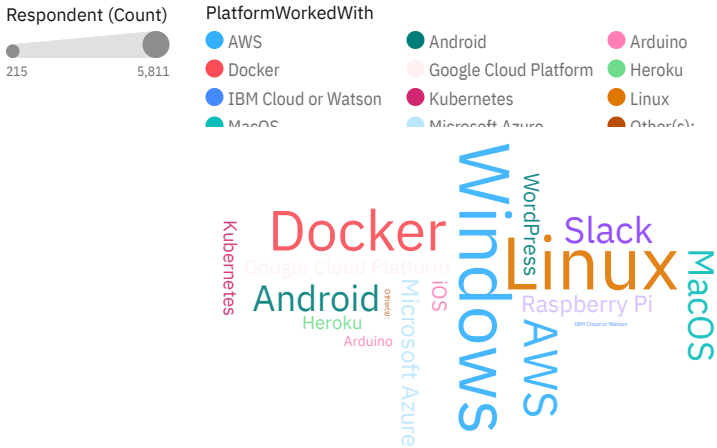 Respondent (Count)
215
5,811
PlatformWorkedWith
AWS
Android
Arduino
Docker
Google Cloud Platform
Heroku
IBM Cloud or Watson
Kubernetes
Linux
MacOS
Microsoft Azure
Other(s):
Windows
WordPress
Docker
Slack
Kubernetes
Linux
MacOS
Google Cloud Platform
Android
Other(s):
iOS
Microsoft Azure
Raspberry Pi
Heroku
IBM Cloud or Watson
AWS
Arduino